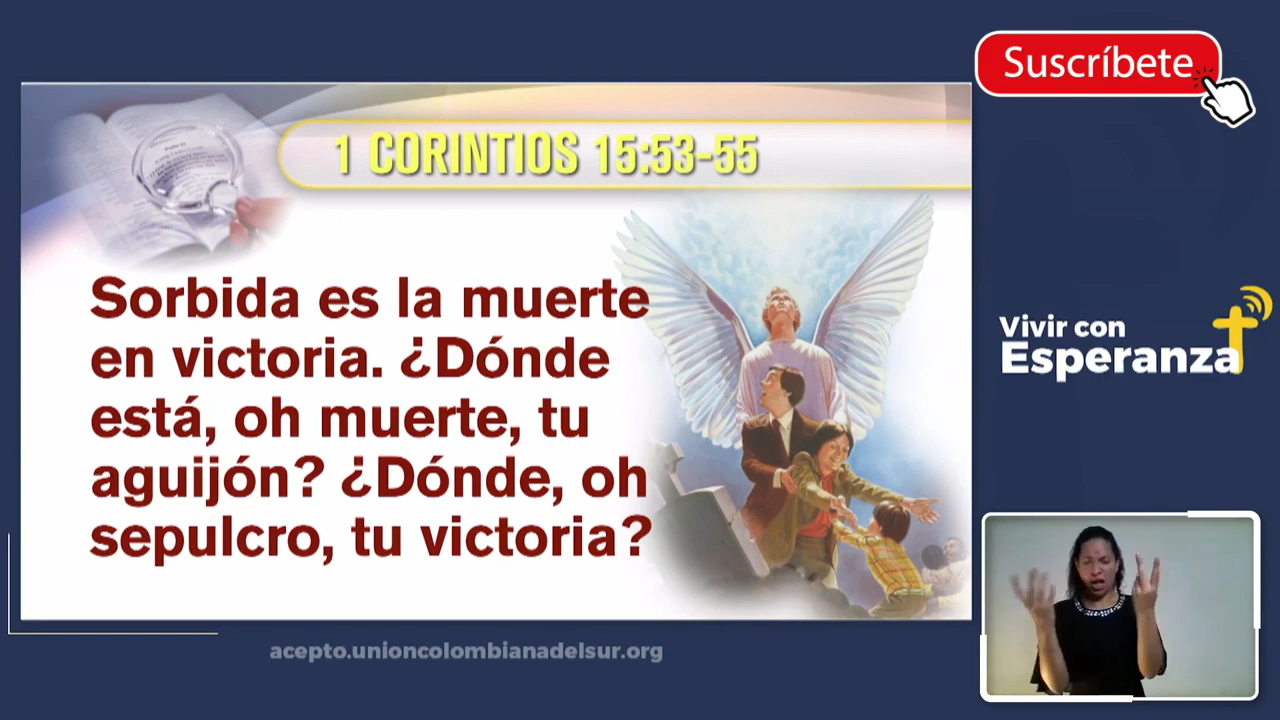 Suscríbete
1 CORINTIOS 15:53-55
Sorbida es la muerte
en victoria. ¿Dónde
está, oh muerte, tu
aguijón? ¿Dónde, oh
sepulcro, tu victoria?
Vivir con
Esperanza
acepto.unioncolombianadelsur.org